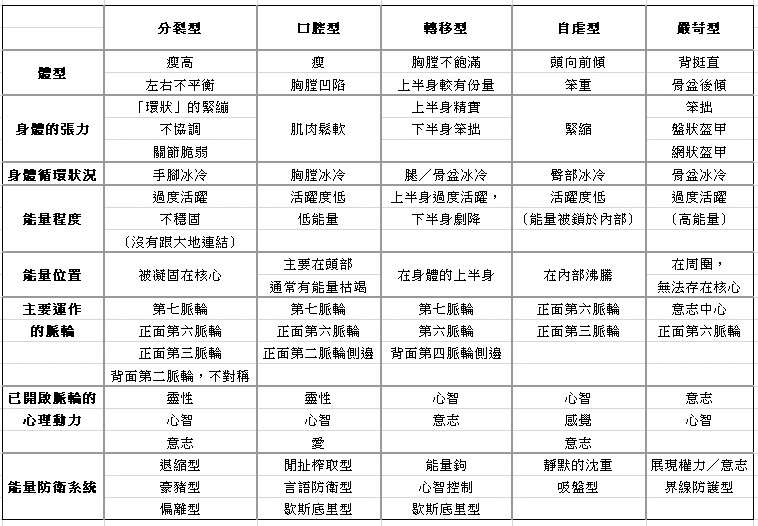 分裂型 口腔型 轉移型 自虐型 嚴苛型
體型 瘦高 瘦 胸膛不飽滿 頭向前傾 背挺直
左右不平衡 胸膛凹陷 上半身較有份量 笨重 骨盆後傾
「環狀」的緊繃 上半身精實 笨拙
身體的張力 不協調 肌肉鬆軟 下半身笨拙 緊縮 盤狀盔甲
關節脆弱 網狀盔甲
身體循環狀況 手腳冰冷 胸膛冰冷 腿／骨盆冰冷 臀部冰冷 骨盆冰冷
過度活躍 活躍度低 上半身過度活躍， 活躍度低 過度活躍
能量程度 不穩固 低能量 下半身劇降 (能量被鎖於內部) (高能量)
(沒有跟大地連結)
能量位置 被凝固在核心 主要在頭部 在身體的上半身 在內部沸騰 在周圍，
通常有能量枯竭 無法存在核心
主要運作 第七脈輪 第七脈輪 第七脈輪 正面第六脈輪 意志中心
的脈輪 正面第六脈輪 正面第六脈輪 第六脈輪 正面第三脈輪 正面第六脈輪
正面第三脈輪 正面第二脈輪側邊 背面第四脈輪側邊
背面第二脈輪，不對稱
已開啟脈輪的 靈性 靈性 心智 心智 意志
心理動力 心智 心智 意志 感覺 心智
意志 愛 意志
退縮型 閒扯榨取型 能量鉤 靜默的沈重 展現權力／意志
能量防衛系統 豪豬型 言語防衛型 心智控制 吸盤型 界線防護型
偏離型 歇斯底里型 歇斯底里型